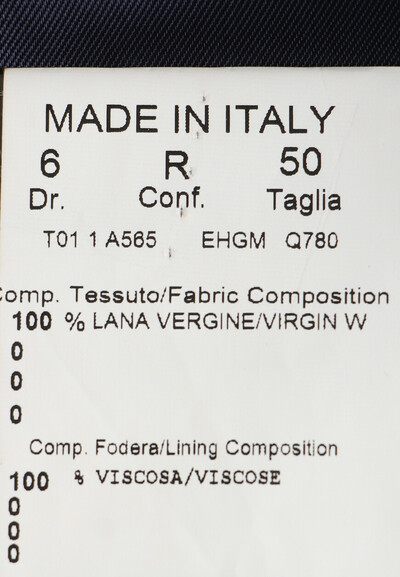 MADE IN ITALY
6 R 50
Dr. Conf. Taglia
T01 1 A565 EHGM Q780
Comp. Tessuto/Fabric Composition
100 % LANA VERGINE/VIRGIN W
0
0
0
Comp. Fodera/Lining Composition
100 % VISCOSA/VISCOSE
0
0
0